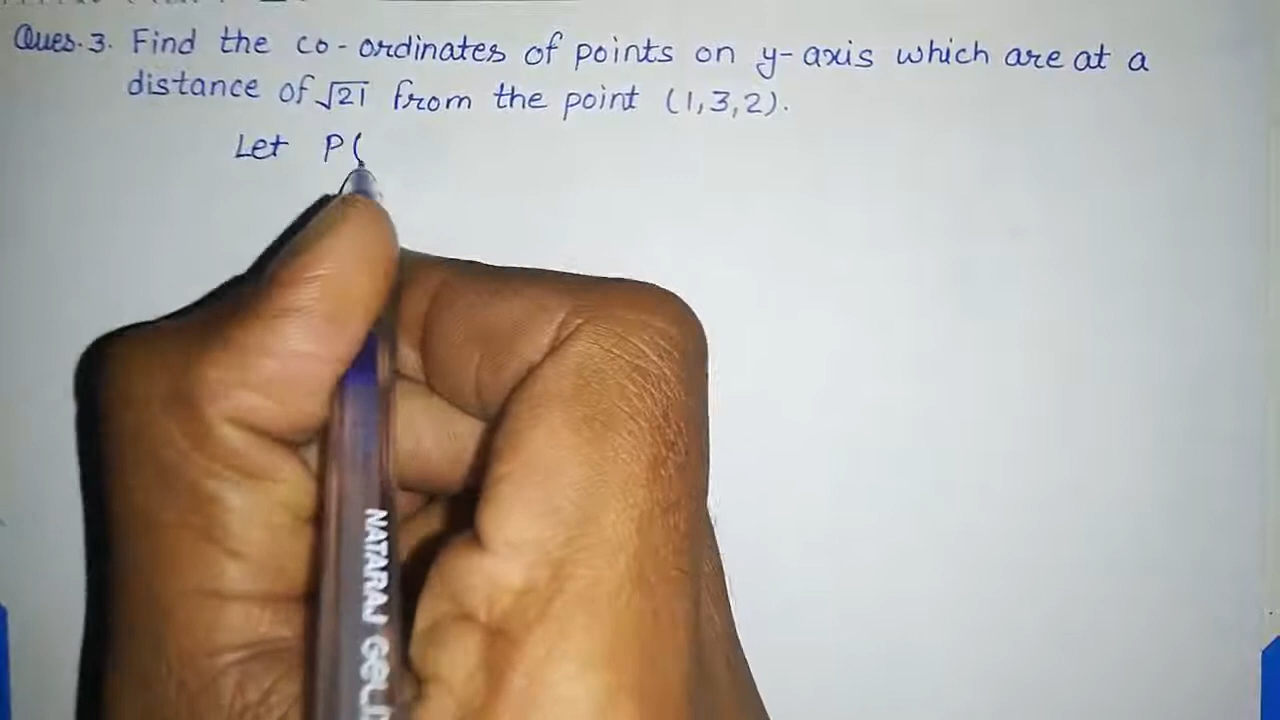 Ques. 3. Find the co-ordinates of points on y-axis which are at a
distance of √21 from the point (1,3,2).
Let P(
NATARAJ